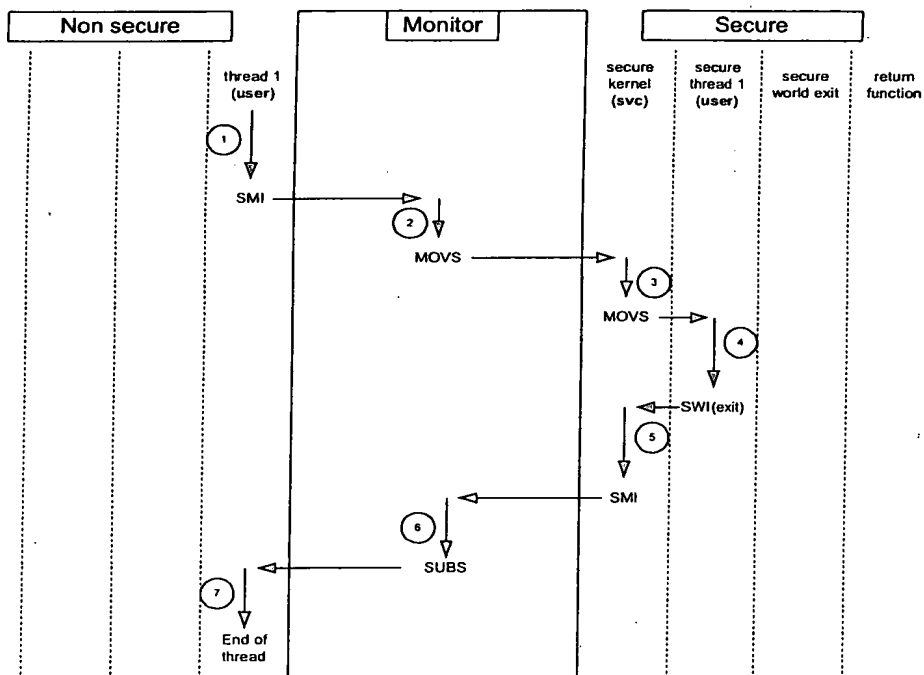 Non secure
Monitor
Secure
thread 1
(user)
secure
kernel
(svc)
secure
thread 1
(user)
secure
world exit
return
function
1
SMI
2
MOVS
3
MOVS
4
SWI(exit)
5
SMI
6
SUBS
7
End of
thread